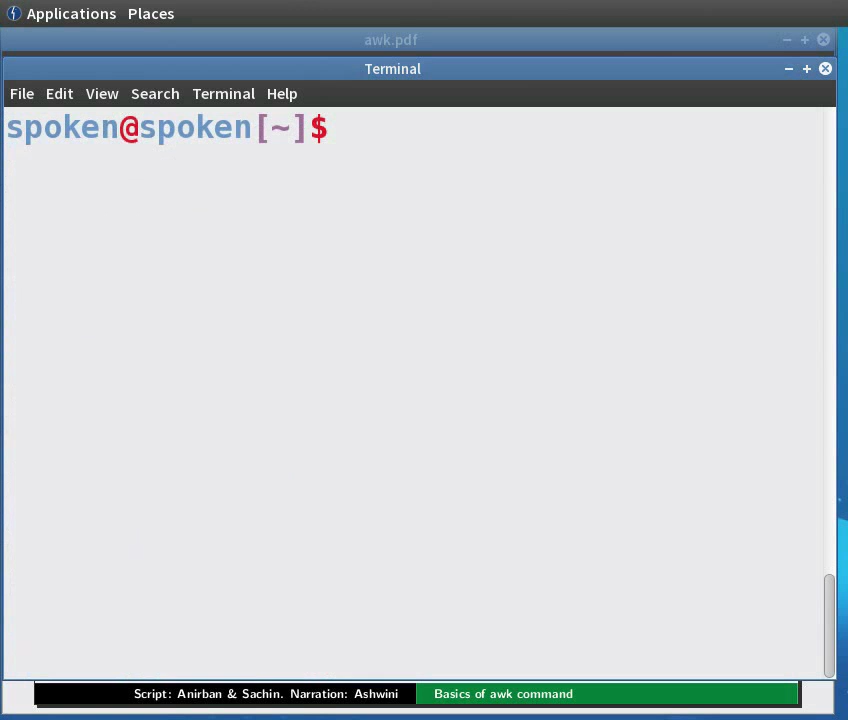 Applications Places
awk.pdf
Terminal
File Edit View Search Terminal Help
spoken@spoken[~]$
Script: Anirban & Sachin. Narration: Ashwini Basics of awk command